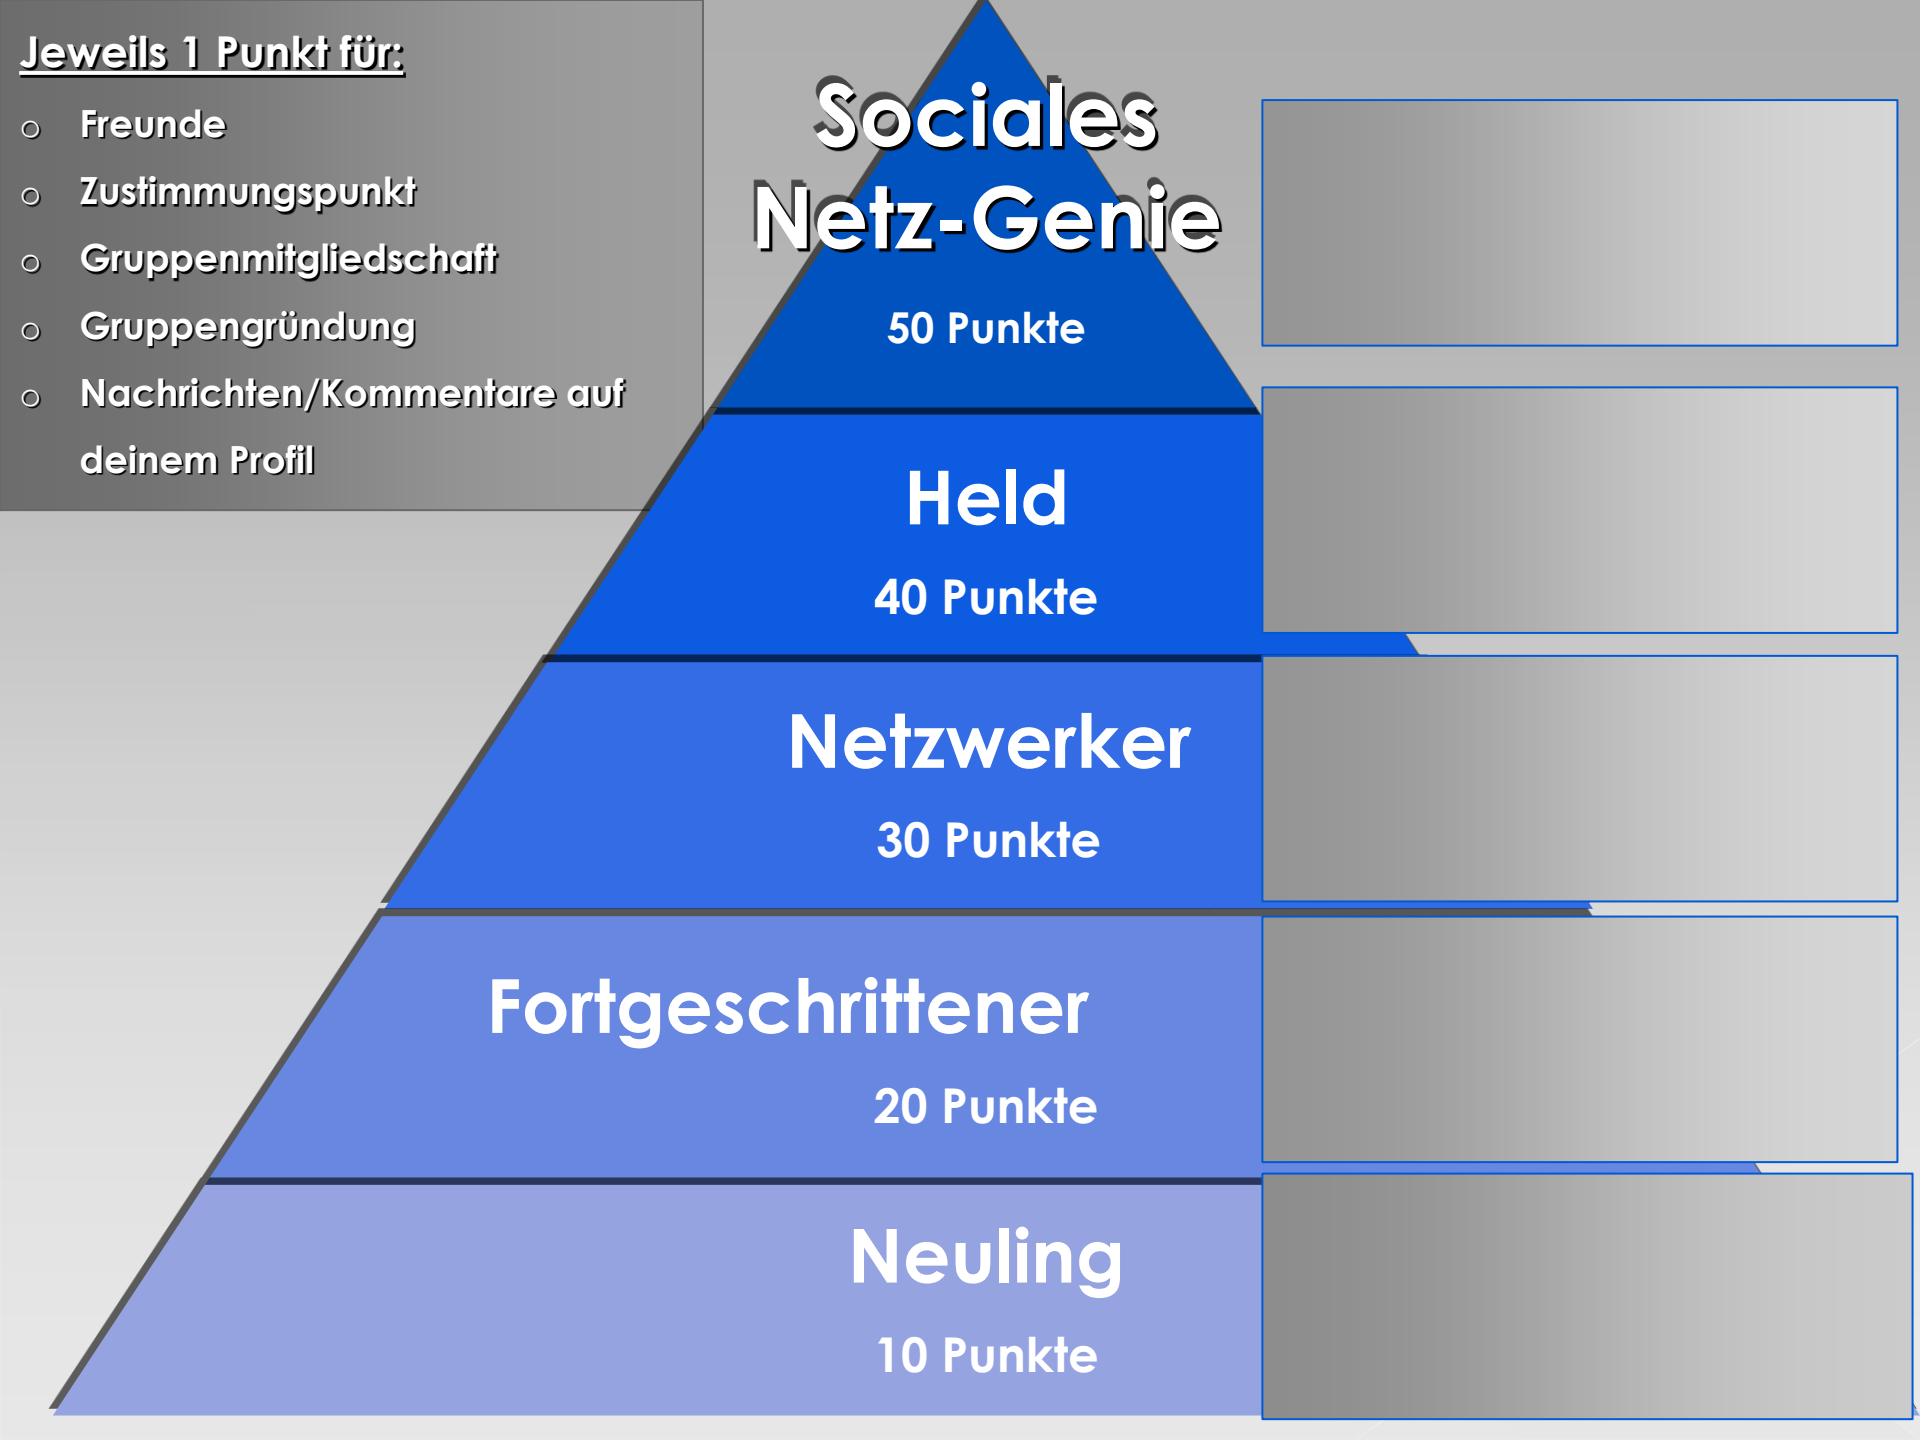 Jeweils 1 Punkt für:
o Freunde
o Zustimmungspunkt
o Gruppenmitgliedschaft
o Gruppengründung
o Nachrichten/Kommentare auf
deinem Profil
Sociales
Netz-Genie
50 Punkte
Held
40 Punkte
Netzwerker
30 Punkte
Fortgeschrittener
20 Punkte
Neuling
10 Punkte